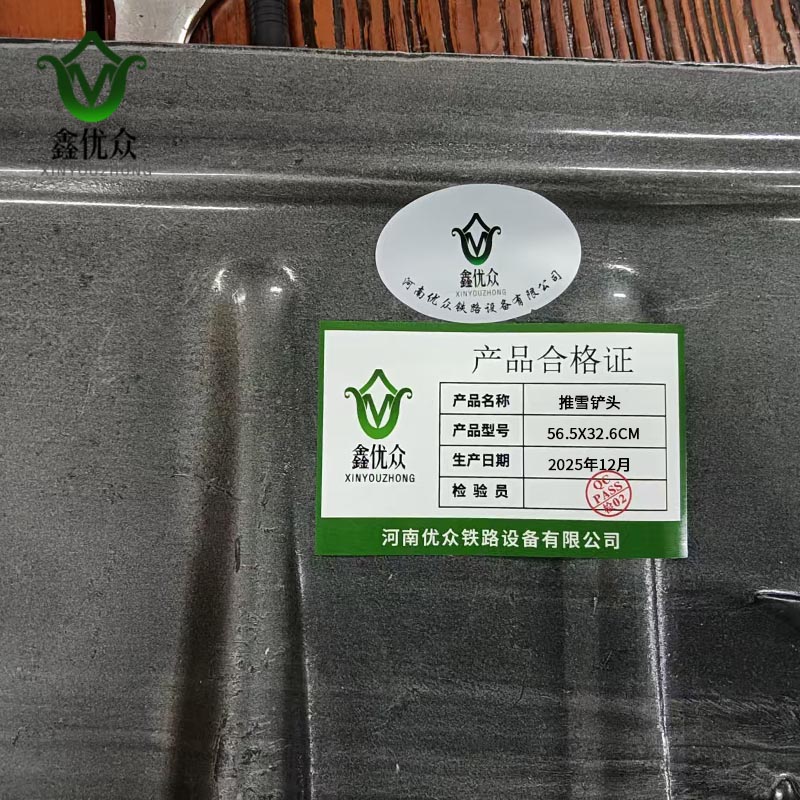 鑫优众
XINYOUZHONG
鑫优众
XINYOUZHONG
河南优众铁路设备有限公司
产品合格证
鑫优众
XINYOUZHONG
产品名称 推雪铲头
产品型号 56.5X32.6CM
生产日期 2025年12月
检验员
QC
PASS
检02
河南优众铁路设备有限公司